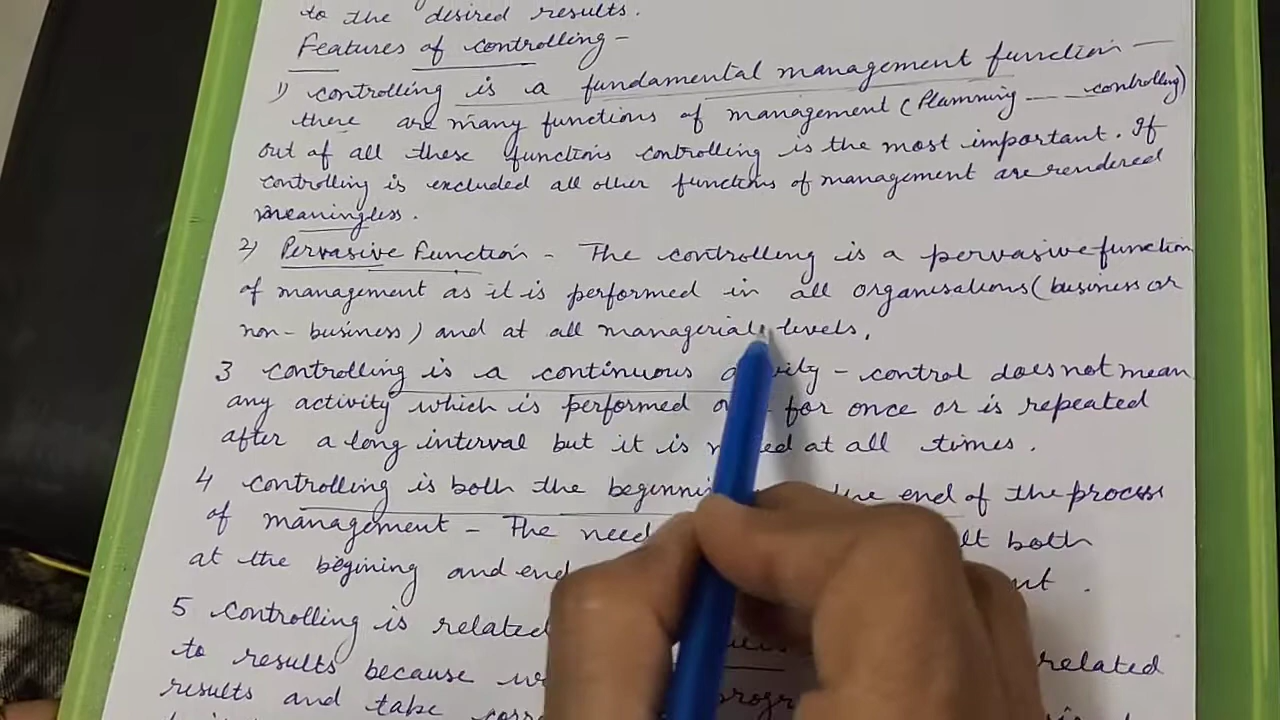 to the desired results.
Features of controlling -
1) controlling is a fundamental management function -
there are many functions of management (Planning ___ controlling)
out of all these functions controlling is the most important. If
controlling is excluded all other functions of management are rendered
meaningless.
2) Pervasive Function - The controlling is a pervasive function
of management as it is performed in all organisations (business or
non-business) and at all managerial levels.
3 controlling is a continuous - control does not mean
any activity which is performed for once or is repeated
after a long interval but it is at all times.
4 controlling is both the end of the process
of management - The need both
at the begining and end .
5 controlling is related related
to results because
results and take